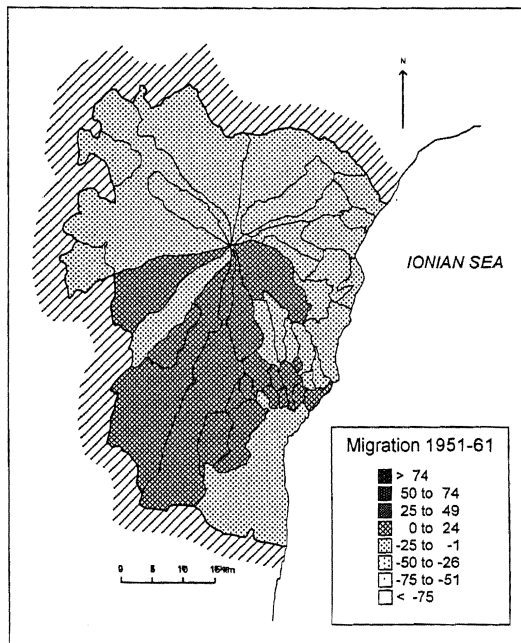 N
IONIAN SEA
Migration 1951-61
> 74
50 to 74
25 to 49
0 to 24
-25 to -1
-50 to -26
-75 to -51
< -75
0 5 10 15 km